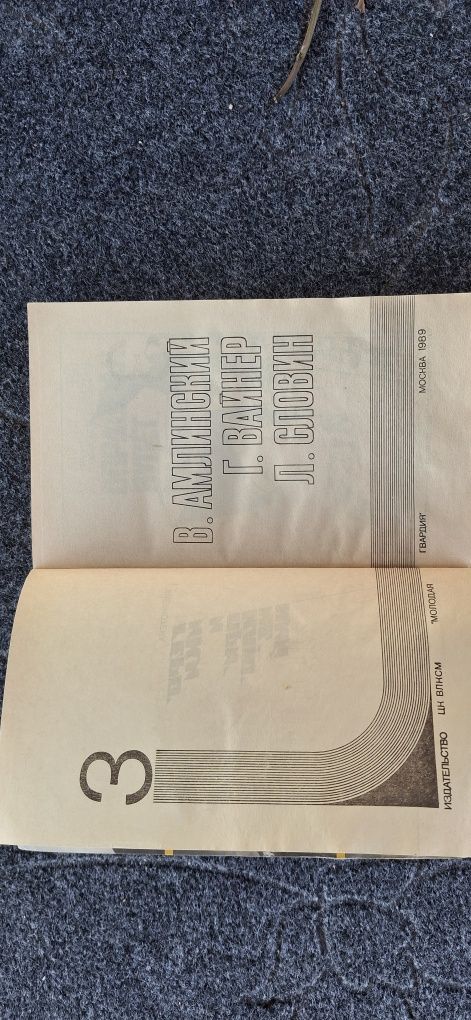 3
В. АМЛИНСКИЙ
Г. ВАЙНЕР
Л. СЛОВИН
ИЗДАТЕЛЬСТВО ЦК ВЛКСМ "МОЛОДАЯ ГВАРДИЯ" МОСКВА 1989